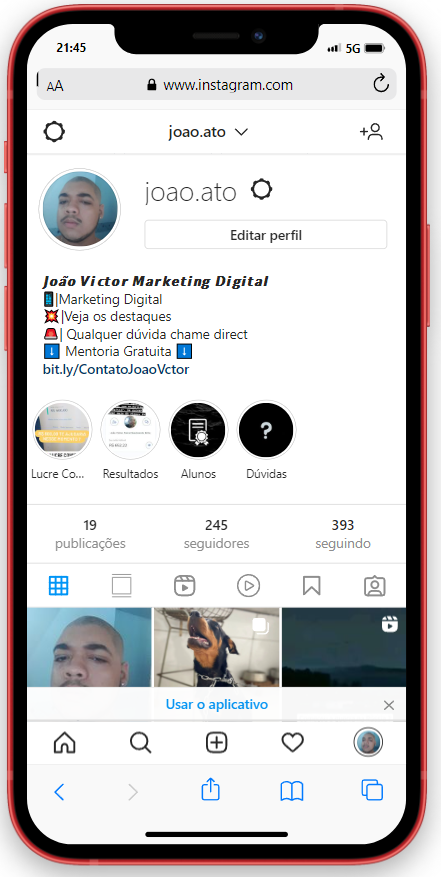 21:45
5G
AA
www.instagram.com
joao.ato
joao.ato
Editar perfil
João Victor Marketing Digital
|Marketing Digital
|Veja os destaques
| Qualquer dúvida chame direct
Mentoria Gratuita
bit.ly/ContatoJoaoVctor
?
Lucre Co... Resultados Alunos Dúvidas
19 245 393
publicações seguidores seguindo
Usar o aplicativo